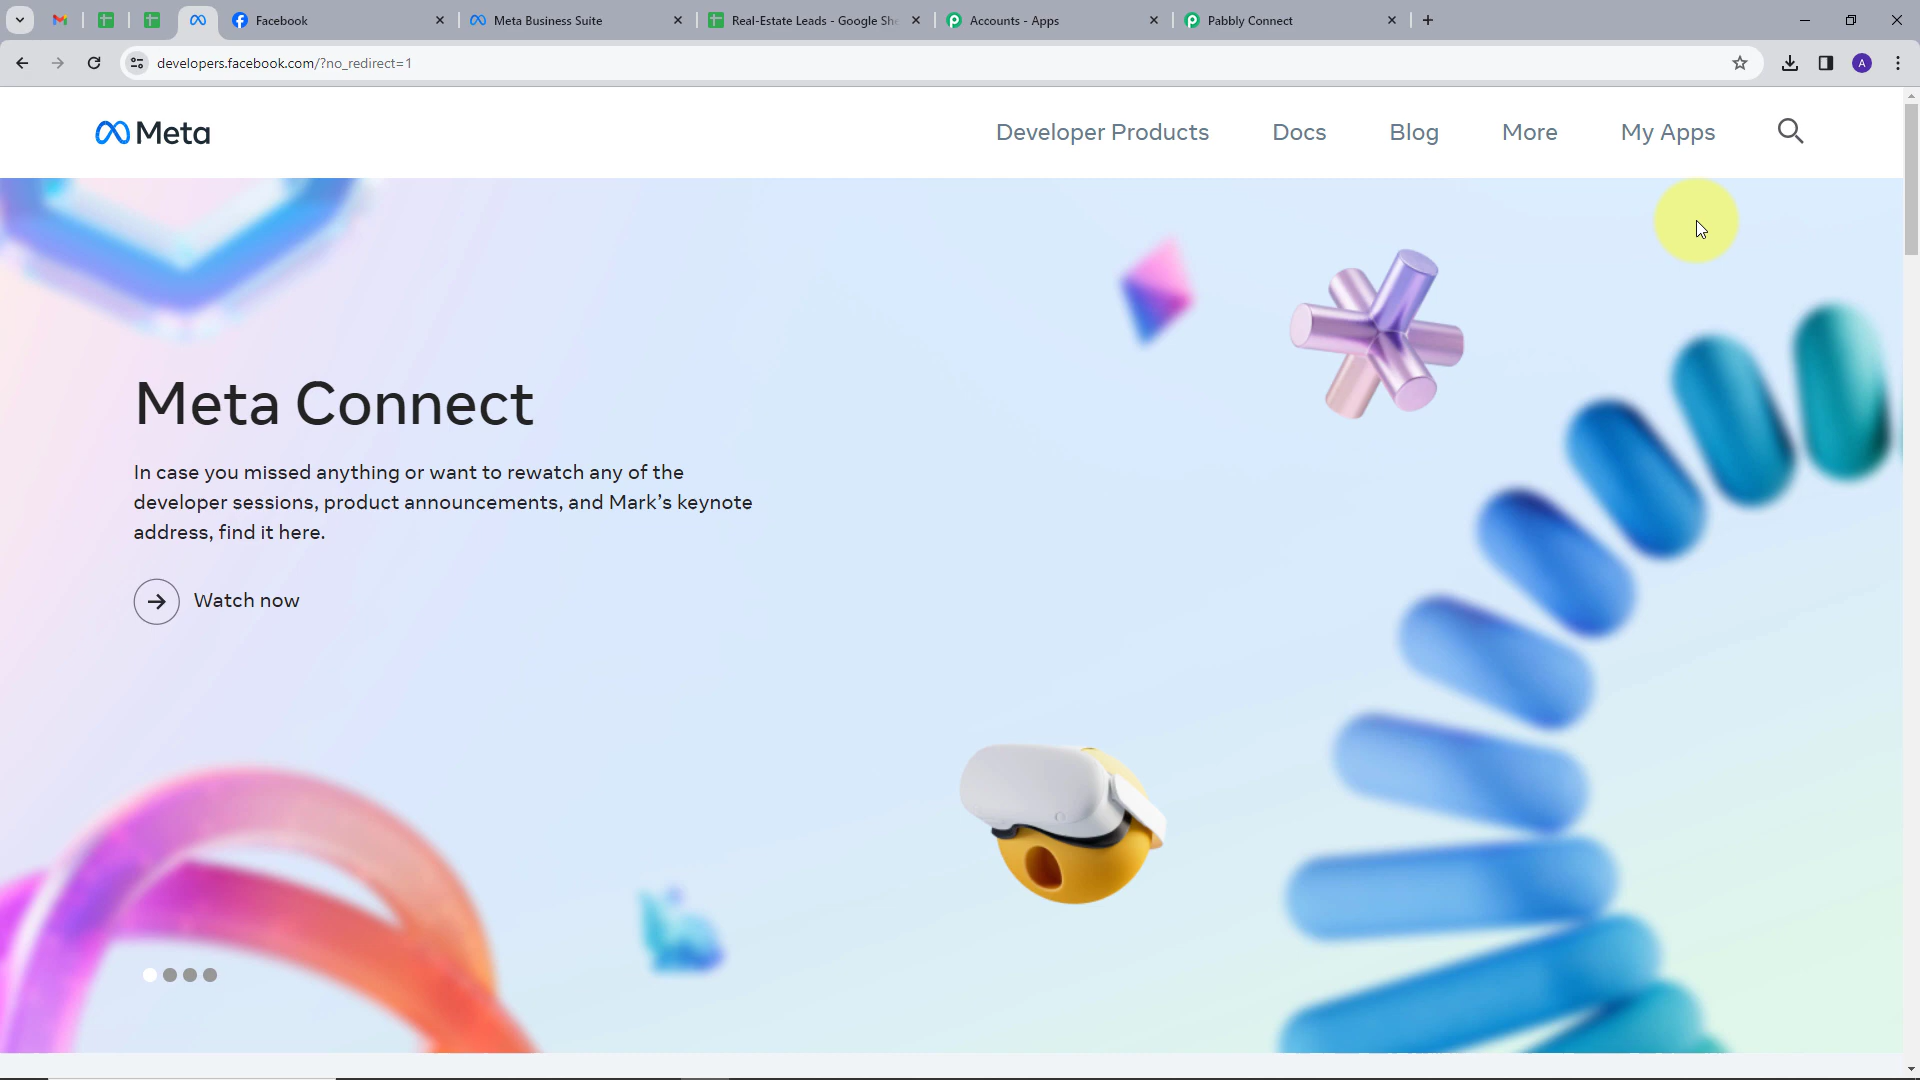 Facebook
Meta Business Suite
Real-Estate Leads - Google She
Accounts - Apps
Pabbly Connect
developers.facebook.com/?no_redirect=1
A
Meta
Developer Products
Docs
Blog
More
My Apps
Meta Connect
In case you missed anything or want to rewatch any of the
developer sessions, product announcements, and Mark’s keynote
address, find it here.
Watch now